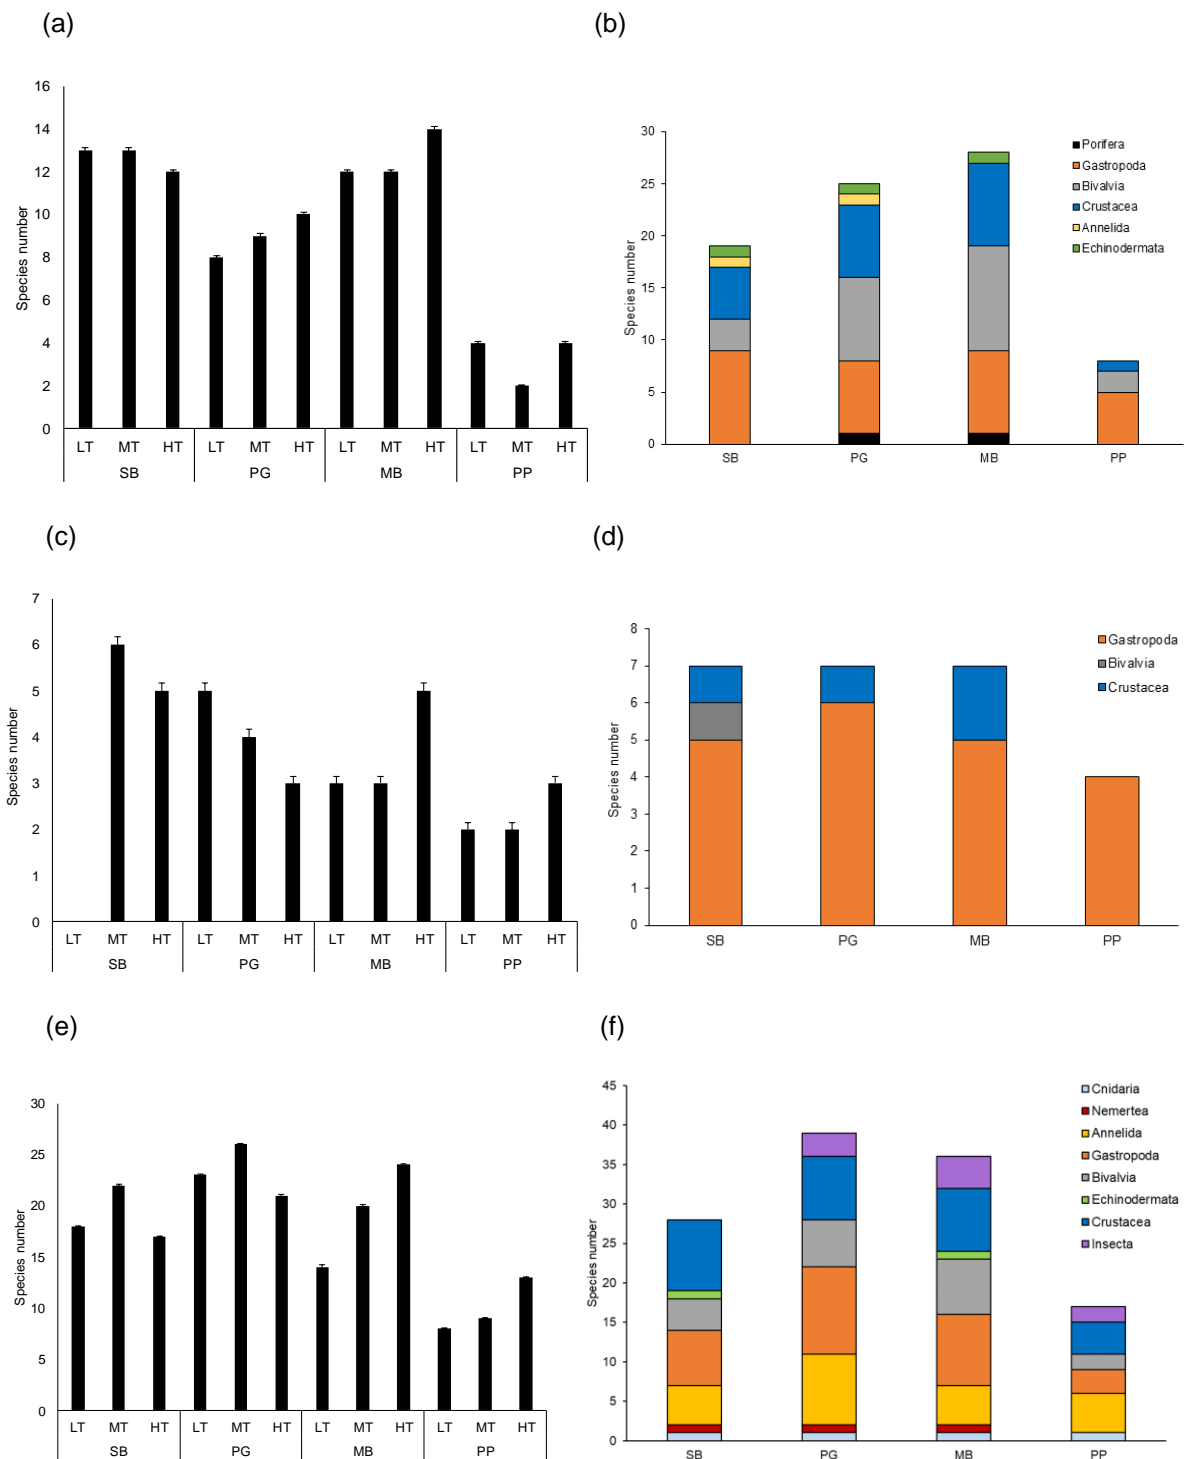 (a)
(b)
16
14
12
10
8
6
4
2
0
Species number
LT MT HT LT MT HT LT MT HT LT MT HT
SB PG MB PP
30
25
20
15
10
5
0
Species number
Porifera
Gastropoda
Bivalvia
Crustacea
Annelida
Echinodermata
SB PG MB PP
(c)
(d)
7
6
5
4
3
2
1
0
Species number
LT MT HT LT MT HT LT MT HT LT MT HT
SB PG MB PP
8
7
6
5
4
3
2
1
0
Species number
Gastropoda
Bivalvia
Crustacea
SB PG MB PP
(e)
(f)
30
25
20
15
10
5
0
Species number
LT MT HT LT MT HT LT MT HT LT MT HT
SB PG MB PP
45
40
35
30
25
20
15
10
5
0
Species number
Cnidaria
Nemertea
Annelida
Gastropoda
Bivalvia
Echinodermata
Crustacea
Insecta
SB PG MB PP